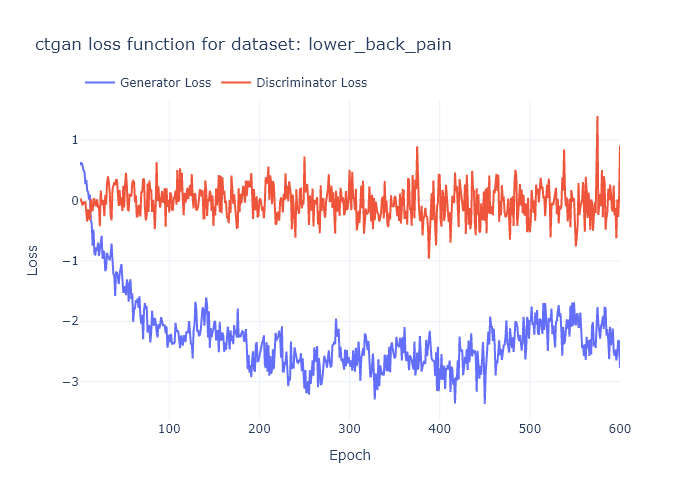 ctgan loss function for dataset: lower_back_pain
Generator Loss
Discriminator Loss
1
0
−1
−2
−3
Loss
100
200
300
400
500
600
Epoch